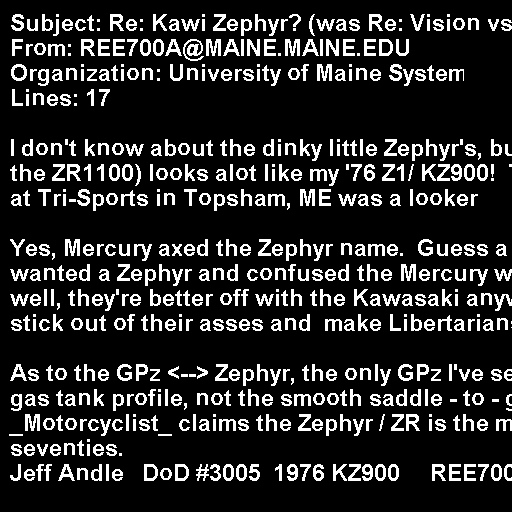 Subject: Re: Kawi Zephyr? (was Re: Vision vs
From: REE700A@MAINE.MAINE.EDU
Organization: University of Maine System
Lines: 17

I don't know about the dinky little Zephyr's, bu
the ZR1100) looks alot like my '76 Z1/ KZ900!
at Tri-Sports in Topsham, ME was a looker

Yes, Mercury axed the Zephyr name.  Guess a
wanted a Zephyr and confused the Mercury w
well, they're better off with the Kawasaki anyw
stick out of their asses and  make Libertarians

As to the GPz <--> Zephyr, the only GPz I've se
gas tank profile, not the smooth saddle - to - g
_Motorcyclist_ claims the Zephyr / ZR is the m
seventies.
Jeff Andle   DoD #3005  1976 KZ900     REE700